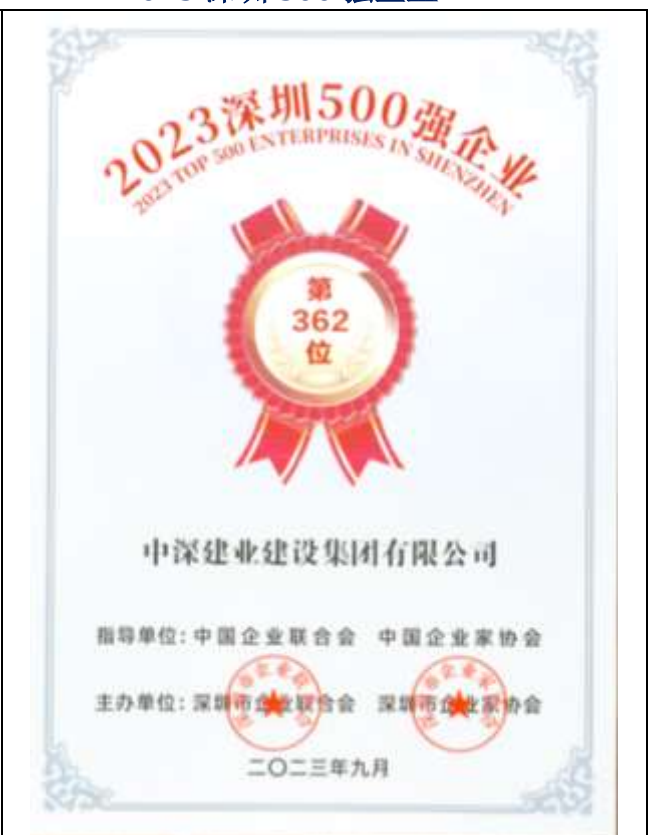 2023深圳500强企业
2023 TOP 500 ENTERPRISES IN SHENZHEN
第
362
位
中深建业建设集团有限公司
指导单位：中国企业联合会 中国企业家协会
主办单位：深圳市企业联合会 深圳市企业家协会
二〇二三年九月